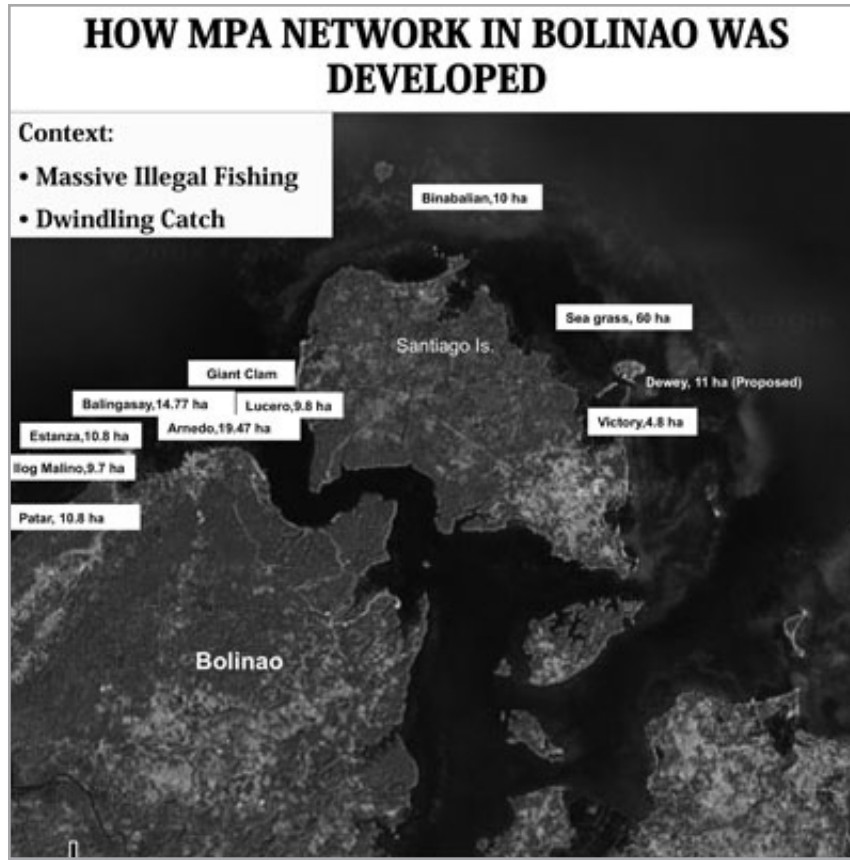 HOW MPA NETWORK IN BOLINAO WAS
DEVELOPED
Context:
• Massive Illegal Fishing
• Dwindling Catch
Binabalian,10 ha
Sea grass, 60 ha
Santiago Is.
Giant Clam
Dewey, 11 ha (Proposed)
Balingasay,14.77 ha
Lucero,9.8 ha
Arnedo,19.47 ha
Victory,4.8 ha
Estanza,10.8 ha
Ilog Malino,9.7 ha
Patar, 10.8 ha
Bolinao